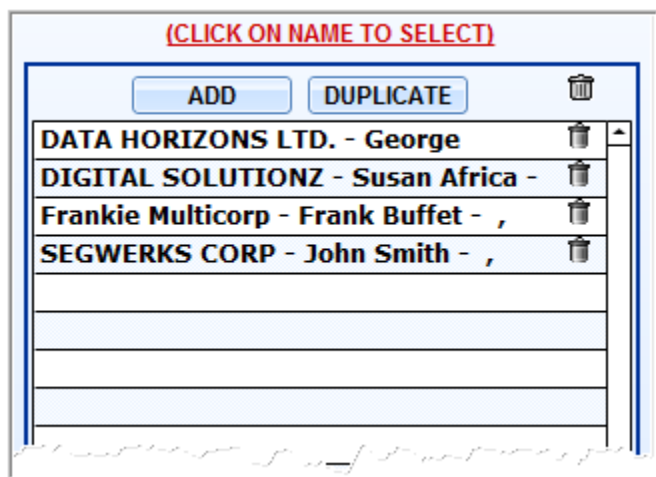 (CLICK ON NAME TO SELECT)
ADD DUPLICATE
DATA HORIZONS LTD. - George
DIGITAL SOLUTIONZ - Susan Africa -
Frankie Multicorp - Frank Buffet - ,
SEGWERKS CORP - John Smith - ,